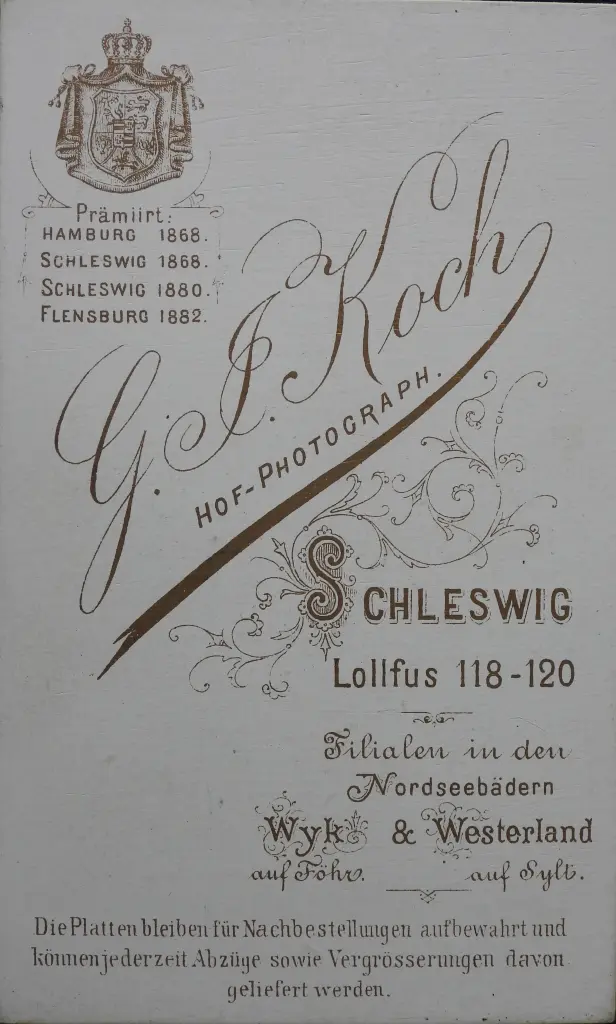 Prämiirt:
HAMBURG 1868.
SCHLESWIG 1868.
SCHLESWIG 1880.
FLENSBURG 1882.
G. J. Koch
HOF-PHOTOGRAPH.
SCHLESWIG
Lollfus 118-120
Filialen in den
Nordseebädern
Wyk & Westerland
auf Föhr. auf Sylt.
Die Platten bleiben für Nachbestellungen aufbewahrt und
können jederzeit Abzüge sowie Vergrösserungen davon
geliefert werden.